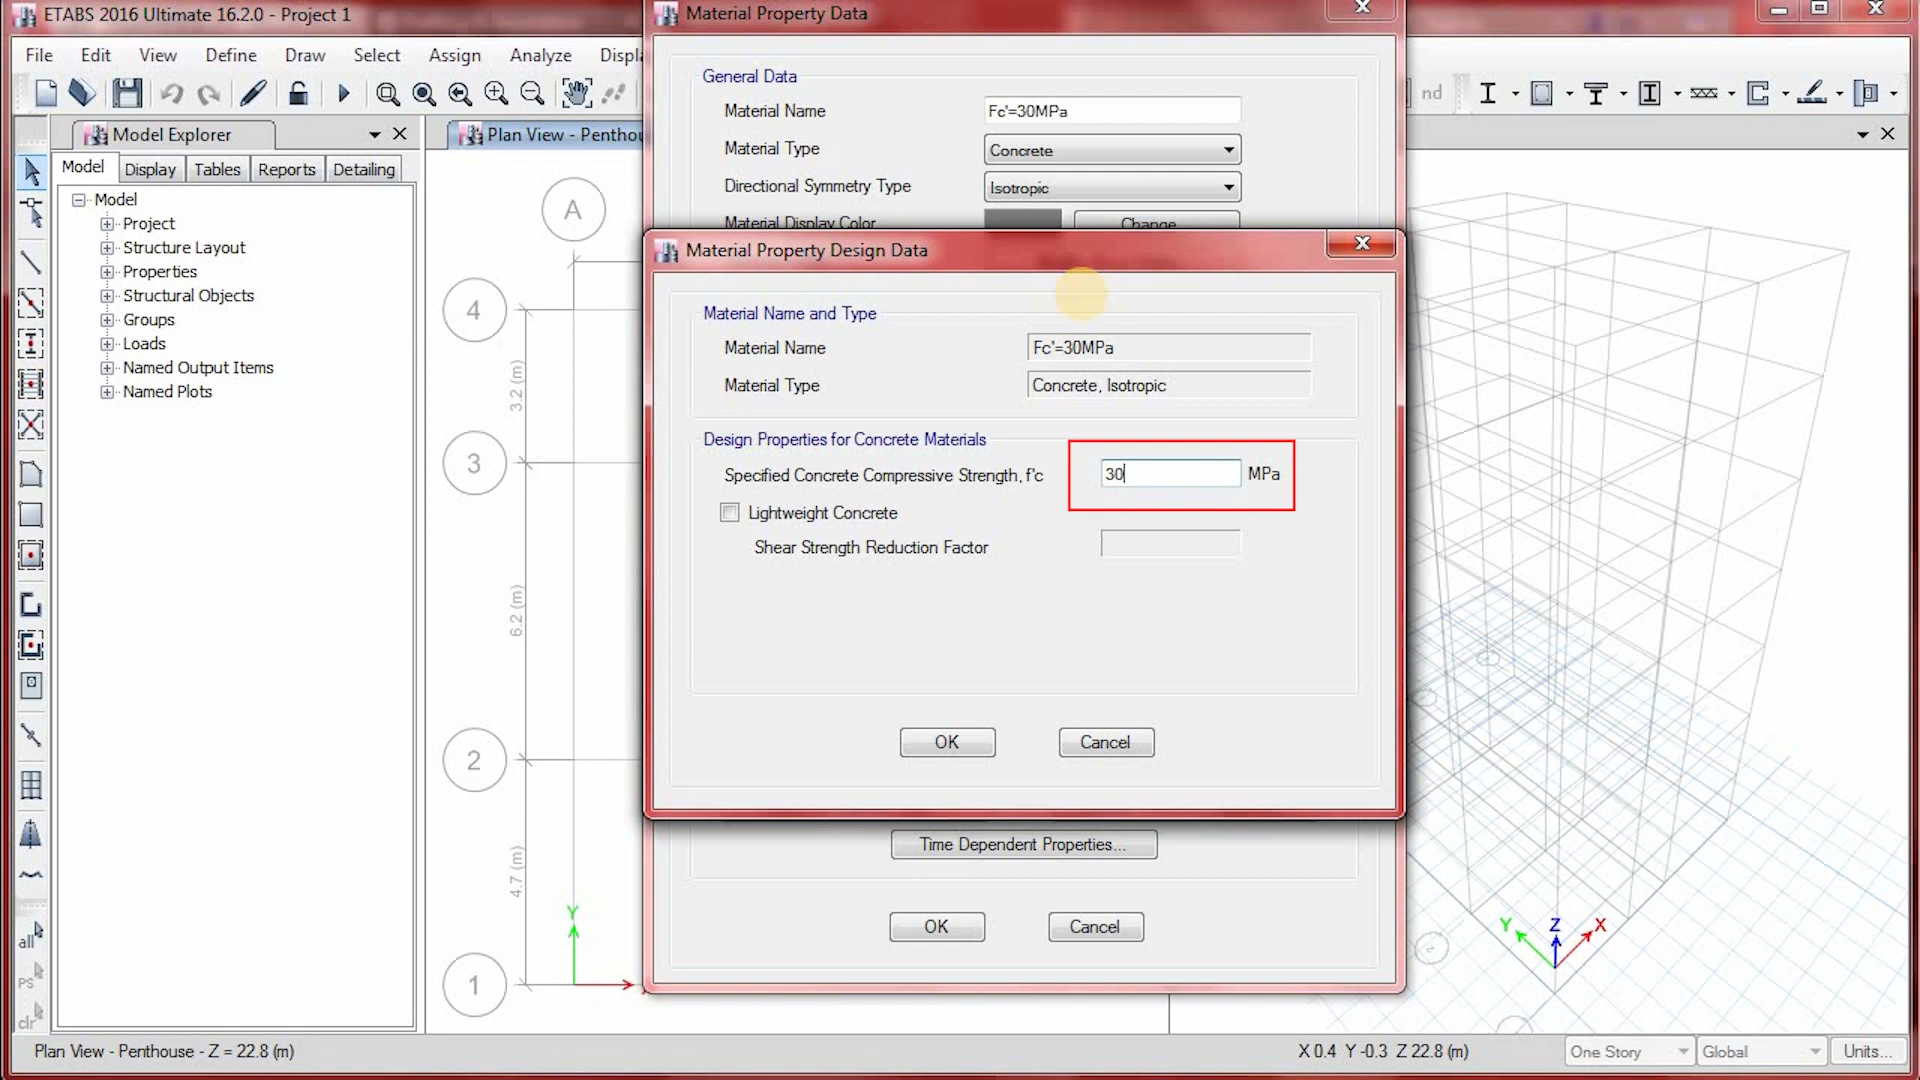 ETABS 2016 Ultimate 16.2.0 - Project 1
File Edit View Define Draw Select Assign Analyze
nd
Model Explorer
Model Display Tables Reports Detailing
Model
Project
Structure Layout
Properties
Structural Objects
Groups
Loads
Named Output Items
Named Plots
all
PS
clr
Plan View - Penthou
A
4
3
2
1
3.2 (m)
6.2 (m)
4.7 (m)
Y
Material Property Data
General Data
Material Name Fc'=30MPa
Material Type Concrete
Directional Symmetry Type Isotropic
Material Display Color Change
Material Property Design Data
Material Name and Type
Material Name Fc'=30MPa
Material Type Concrete, Isotropic
Design Properties for Concrete Materials
Specified Concrete Compressive Strength, f'c 30 MPa
Lightweight Concrete
Shear Strength Reduction Factor
OK Cancel
Time Dependent Properties...
OK Cancel
Y Z X
Plan View - Penthouse - Z = 22.8 (m)
X 0.4 Y -0.3 Z 22.8 (m)
One Story Global Units...